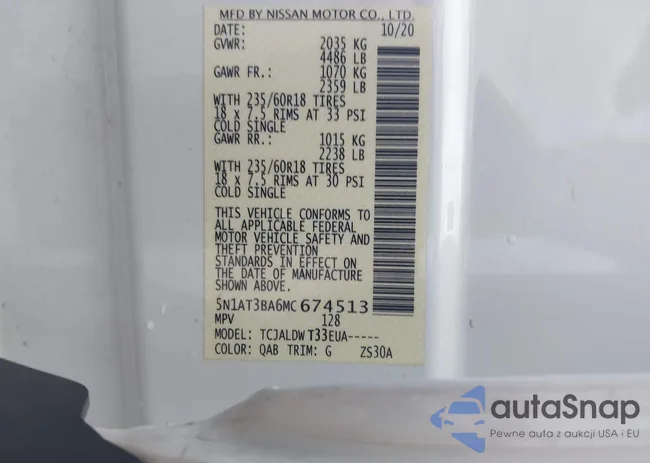 MFD BY NISSAN MOTOR CO., LTD.
DATE: 10/20
GVWR: 2035 KG
4486 LB
GAWR FR.: 1070 KG
2359 LB
WITH 235/60R18 TIRES
18 x 7.5 RIMS AT 33 PSI
COLD SINGLE
GAWR RR.: 1015 KG
2238 LB
WITH 235/60R18 TIRES
18 x 7.5 RIMS AT 30 PSI
COLD SINGLE
THIS VEHICLE CONFORMS TO
ALL APPLICABLE FEDERAL
MOTOR VEHICLE SAFETY AND
THEFT PREVENTION
STANDARDS IN EFFECT ON
THE DATE OF MANUFACTURE
SHOWN ABOVE.
5N1AT3BA6MC 674513
MPV 128
MODEL: TCJALDW T33EUA-----
COLOR: QAB TRIM: G ZS30A
autaSnap
Pewne auta z aukcji USA i EU